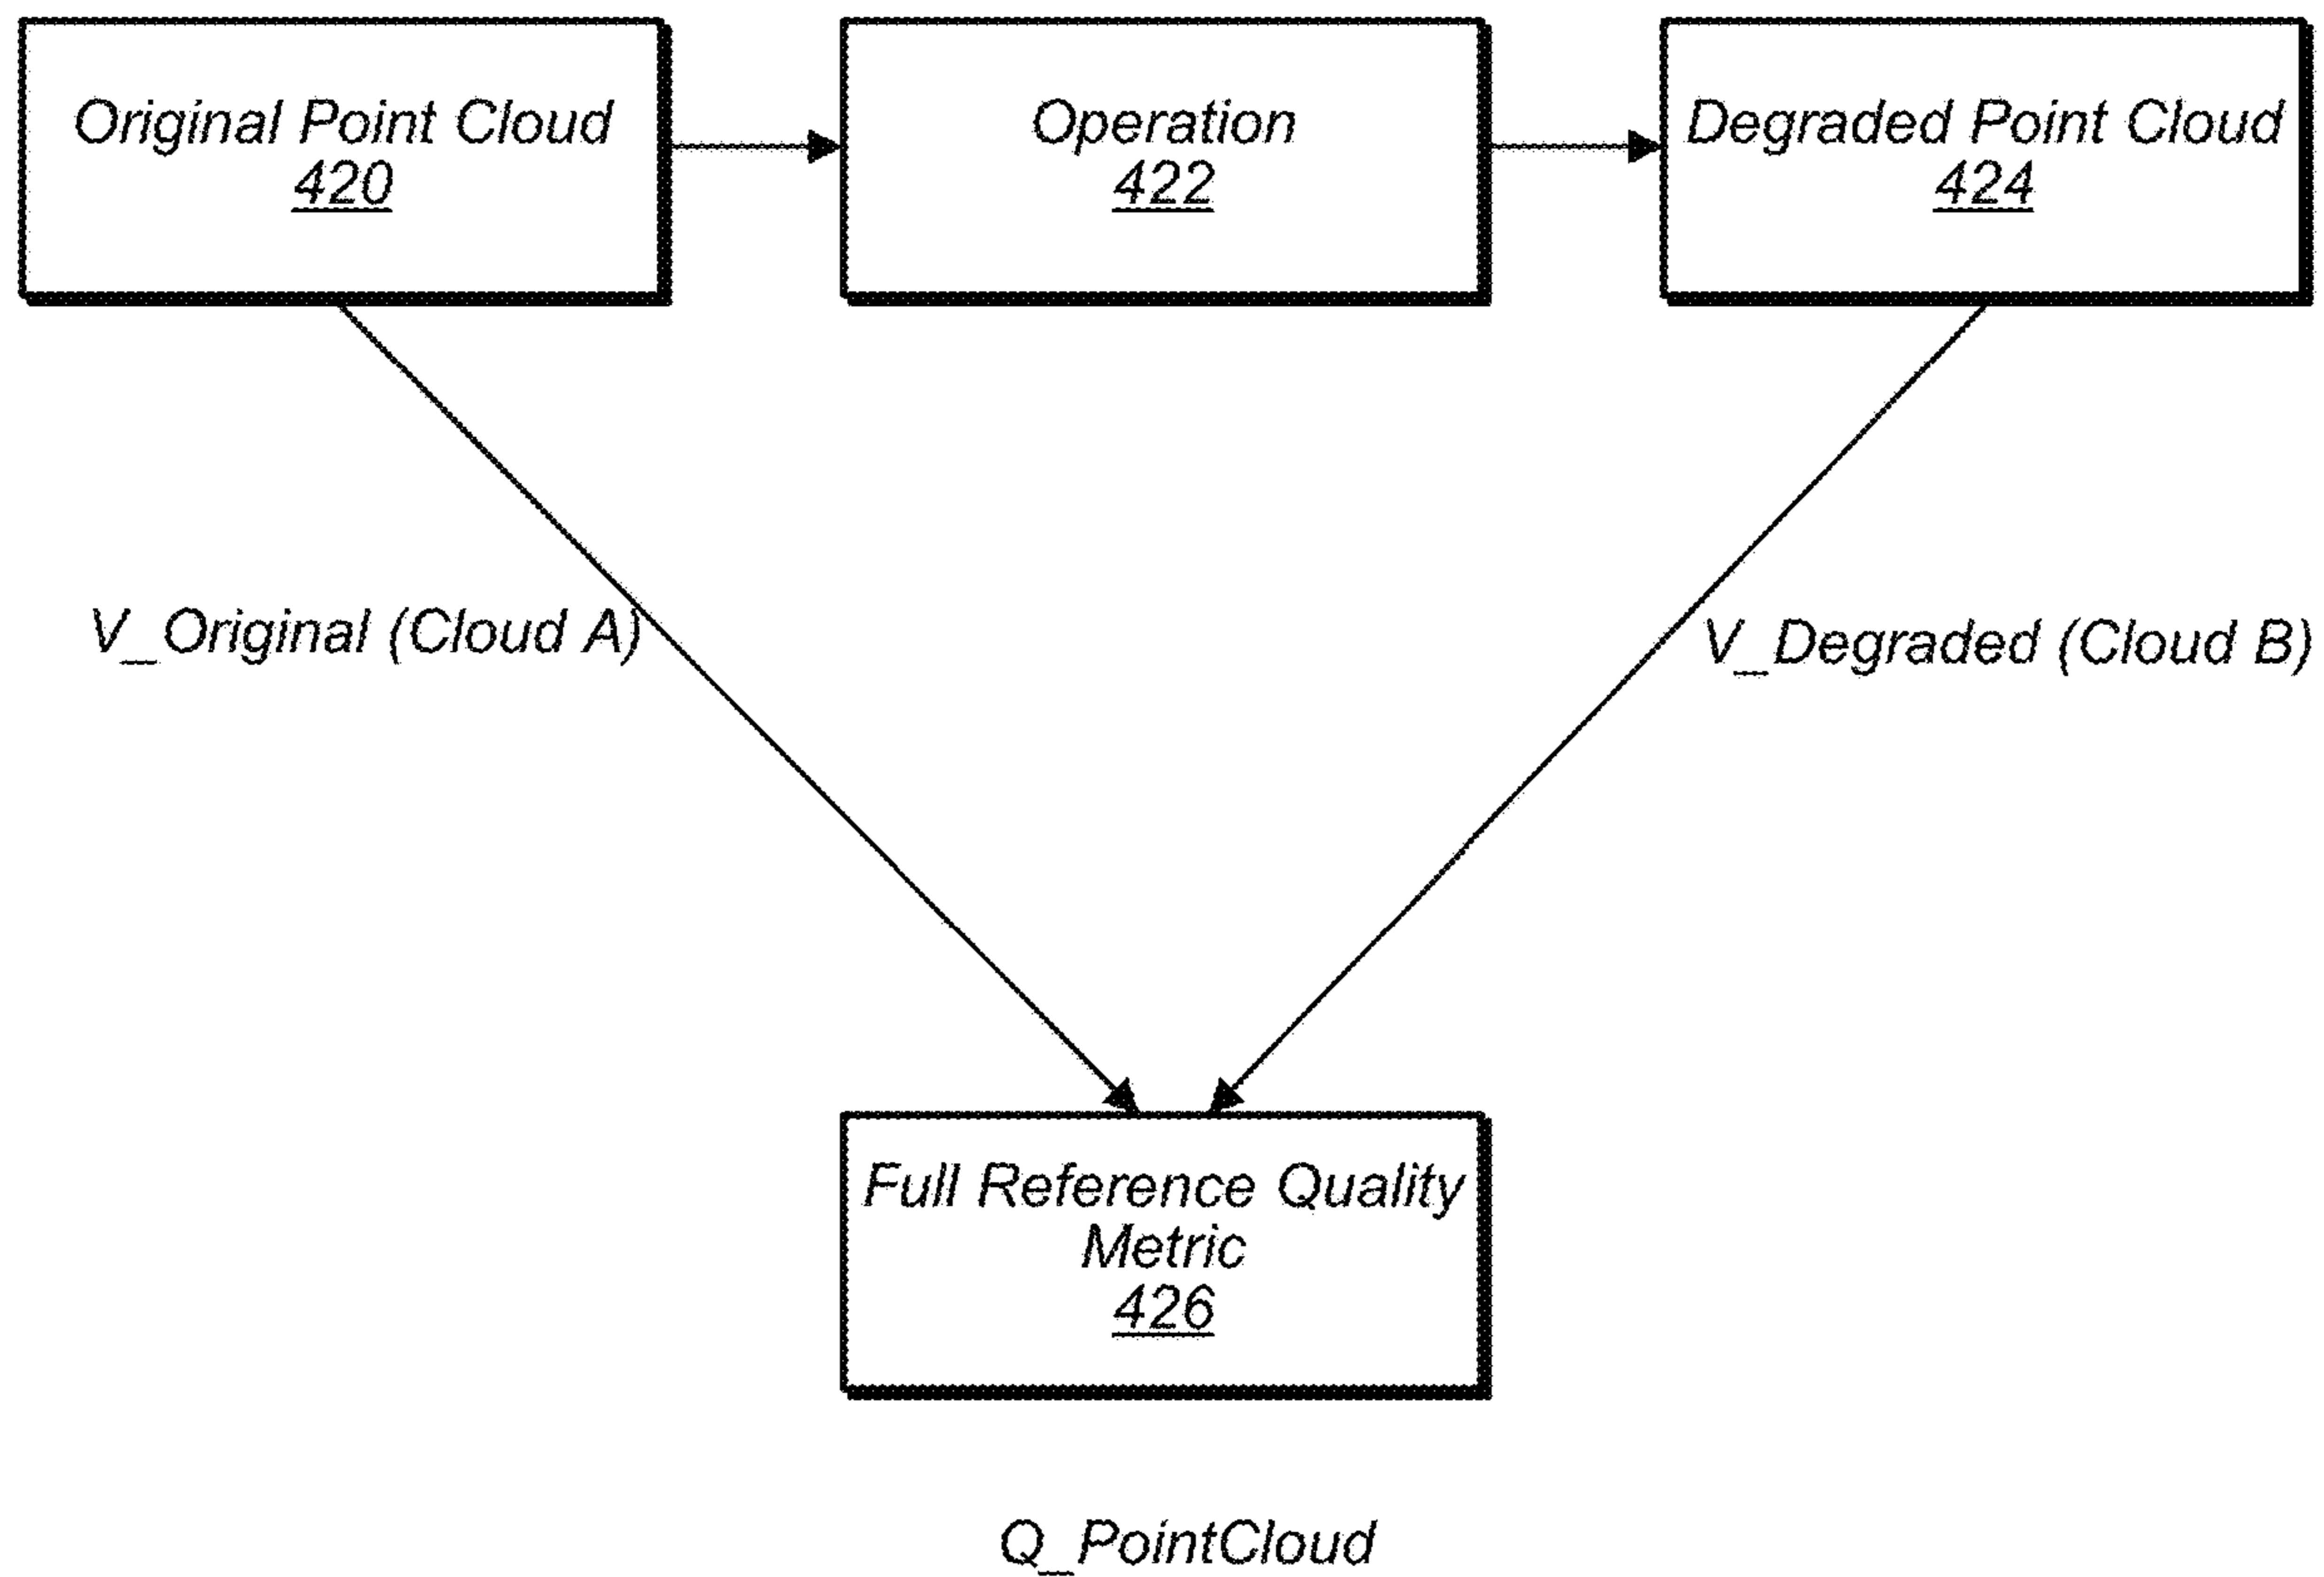 Original Point Cloud
420
Operation
422
Degraded Point Cloud
424
V_Original (Cloud A)
V_Degraded (Cloud B)
Full Reference Quality
Metric
426
Q_PointCloud